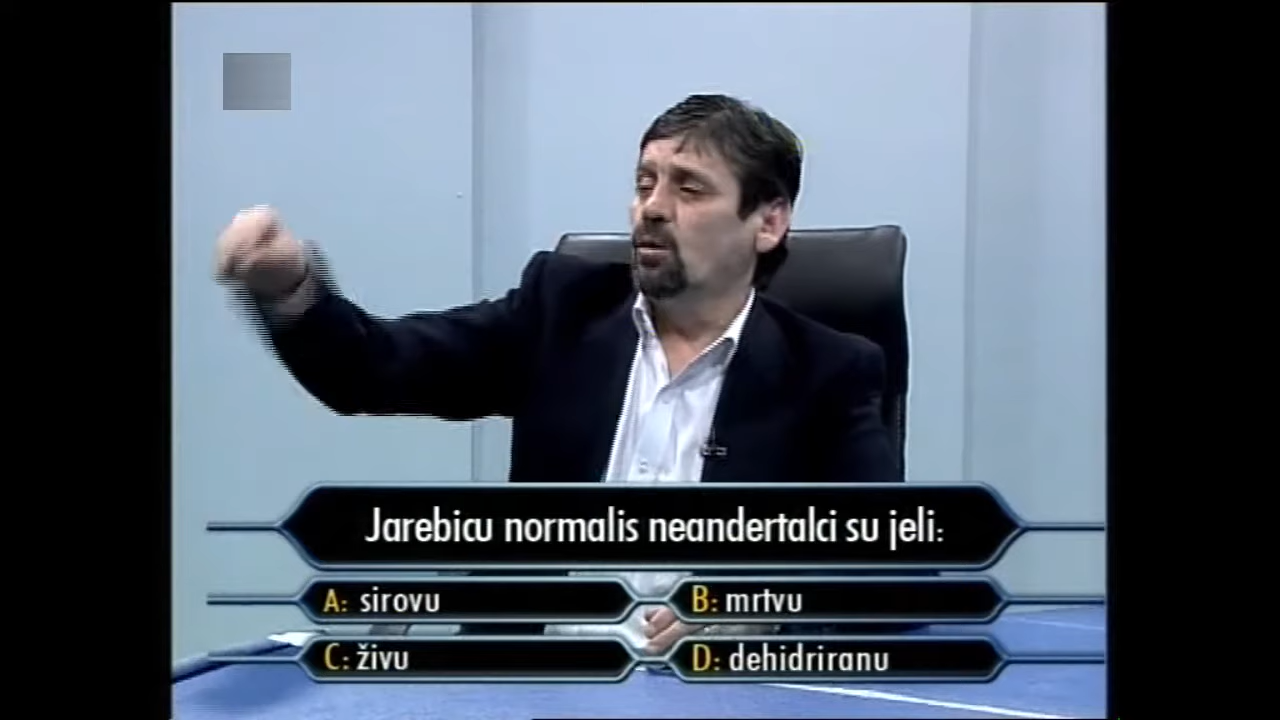 Jarebicu normalis neandertalci su jeli:
A: sirovu
B: mrtvu
C: živu
D: dehidriranu